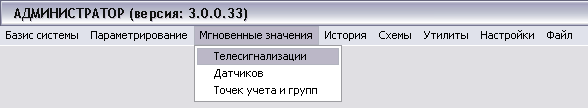 АДМИНИСТРАТОР (версия: 3.0.0.33)
Базис системы Параметрирование Мгновенные значения История Схемы Утилиты Настройки Файл
Телесигнализации
Датчиков
Точек учета и групп